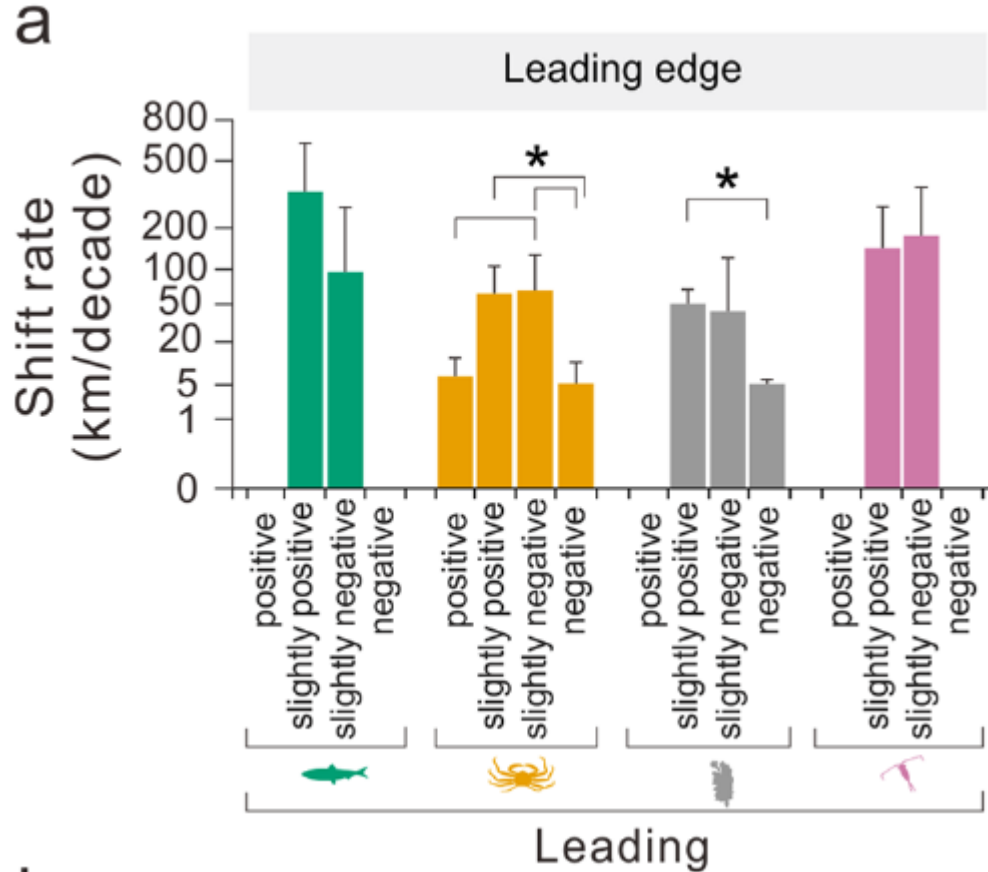 a
Leading edge
Shift rate
(km/decade)
800
500
200
100
50
20
5
1
0
positive
slightly positive
slightly negative
negative
positive
slightly positive
slightly negative
negative
positive
slightly positive
slightly negative
negative
positive
slightly positive
slightly negative
negative
*
*
Leading